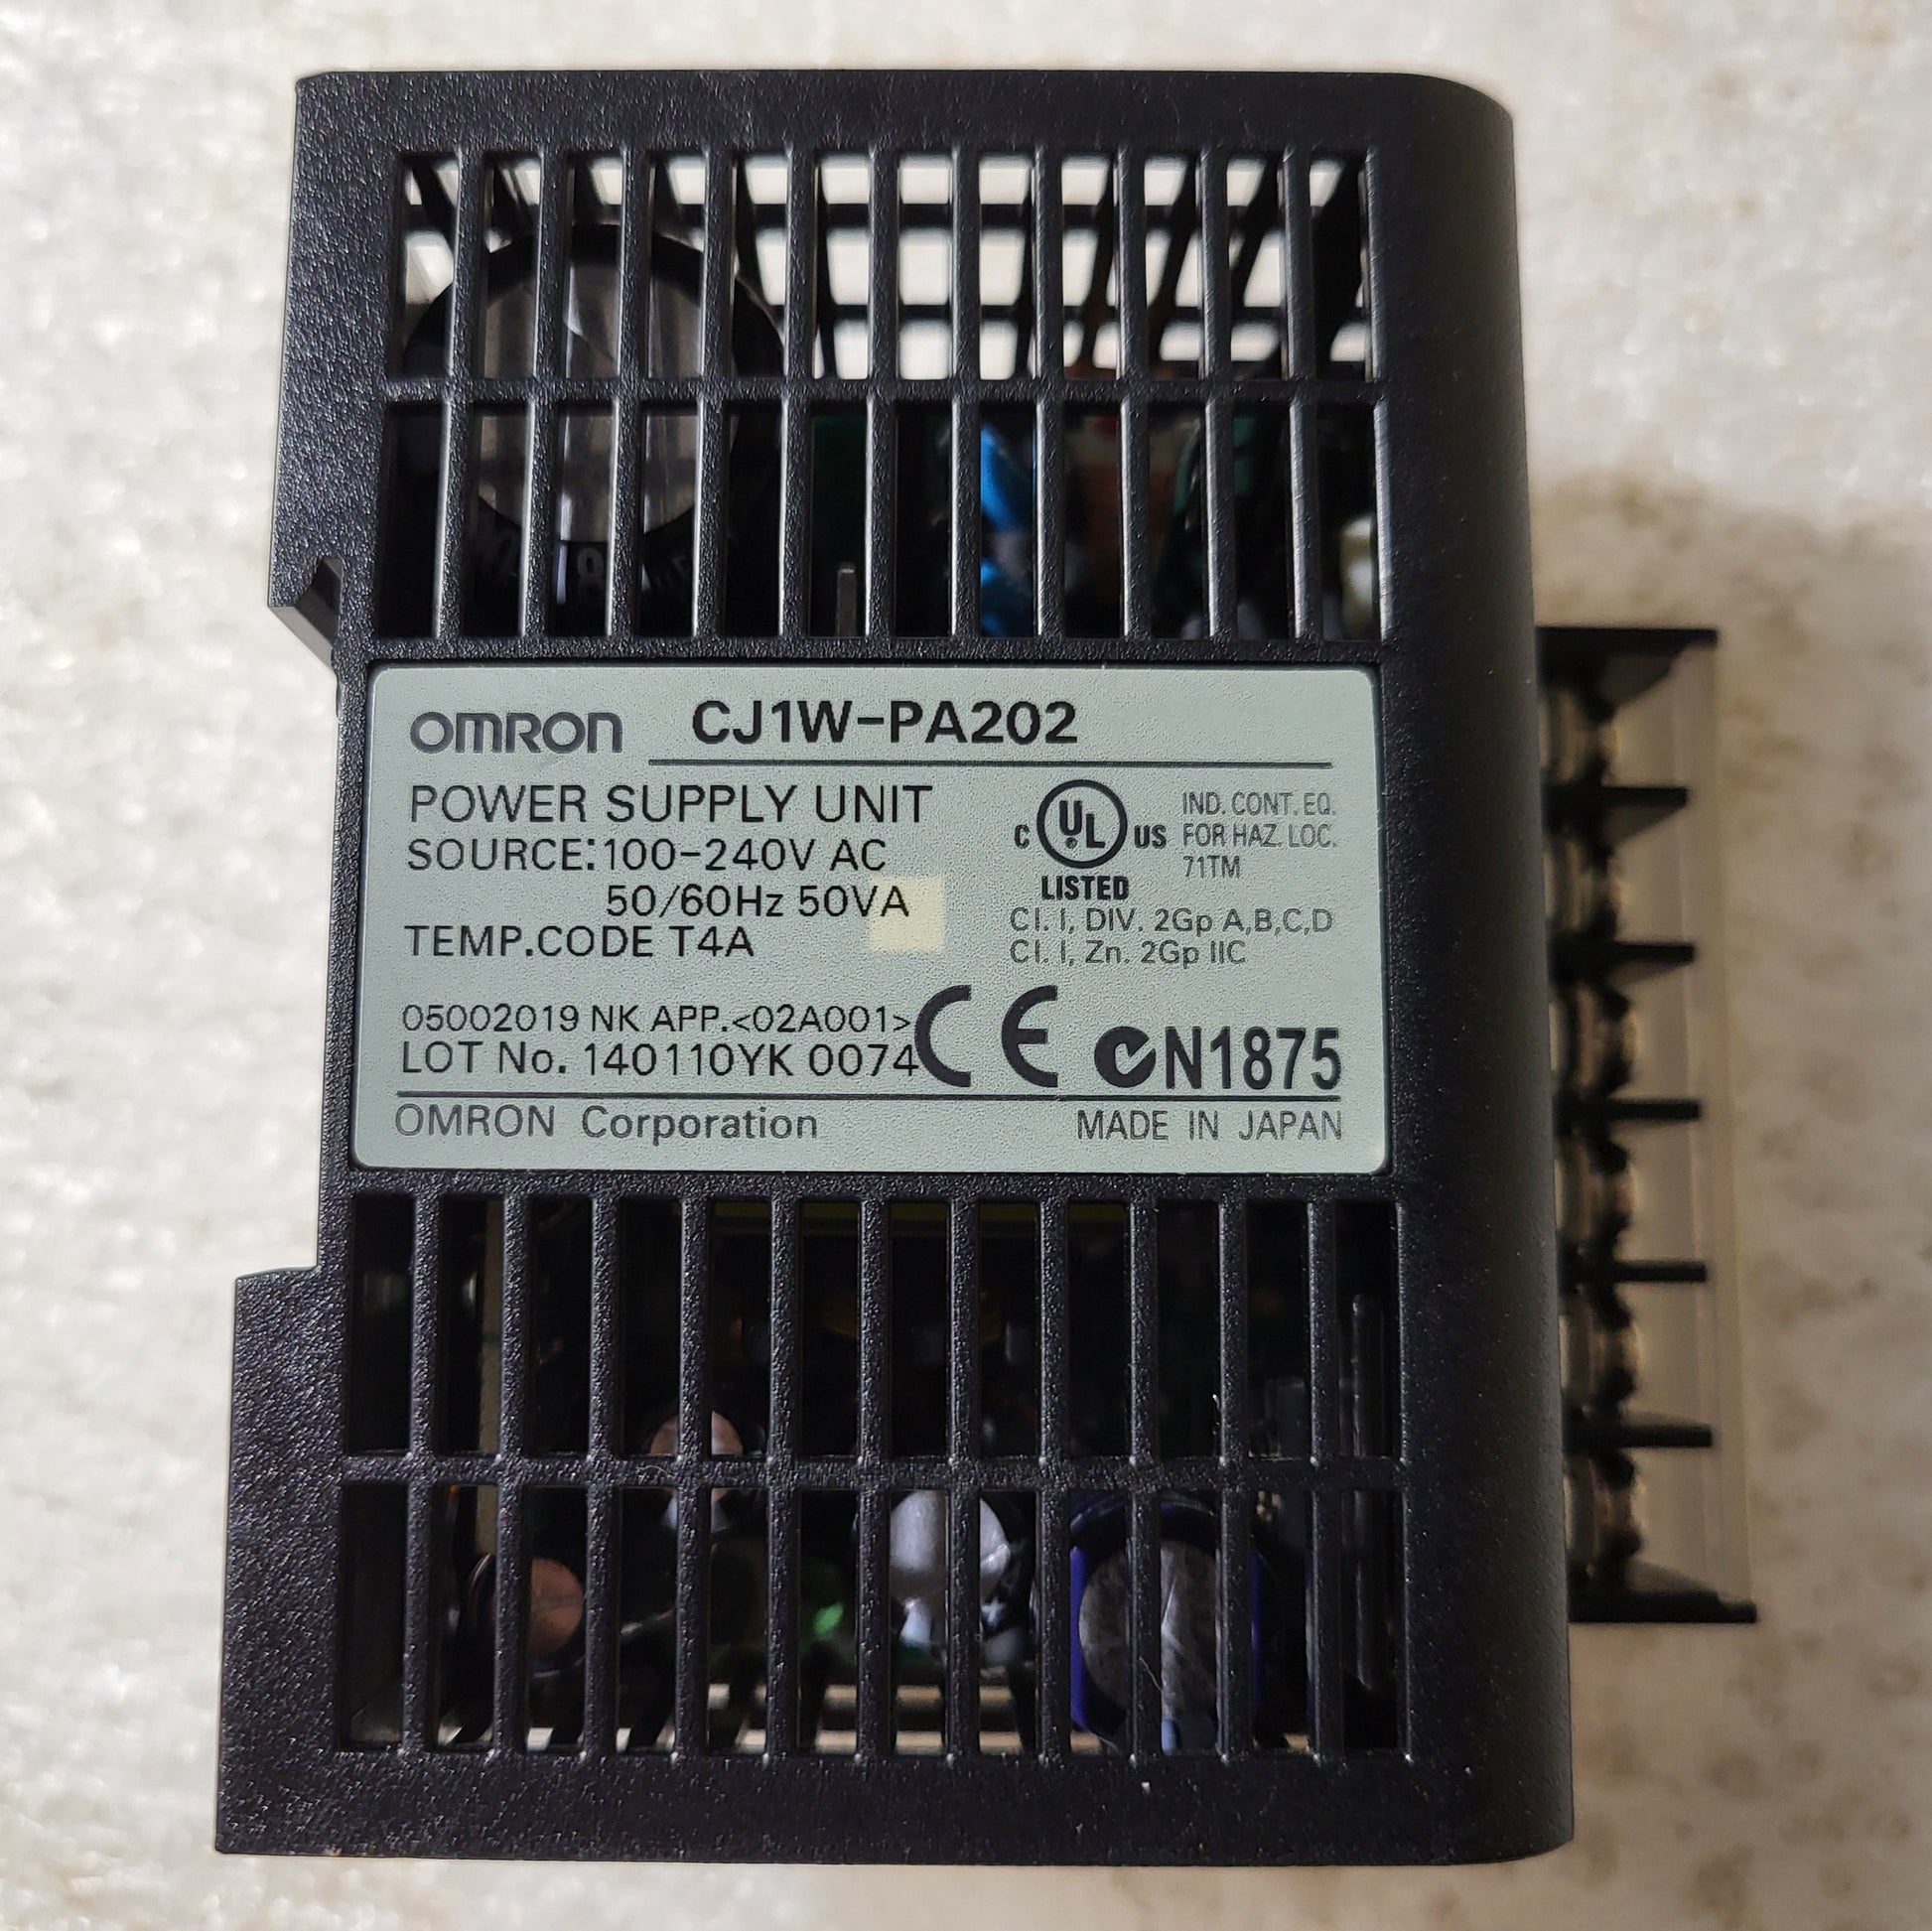 OMRON CJ1W-PA202
POWER SUPPLY UNIT
SOURCE:100-240V AC
50/60Hz 50VA
TEMP.CODE T4A
C UL US
LISTED
IND. CONT. EQ.
FOR HAZ. LOC.
71TM
Cl. I, DIV. 2Gp A,B,C,D
Cl. I, Zn. 2Gp IIC
05002019 NK APP.<02A001>
LOT No. 140110YK 0074
CE N1875
OMRON Corporation MADE IN JAPAN